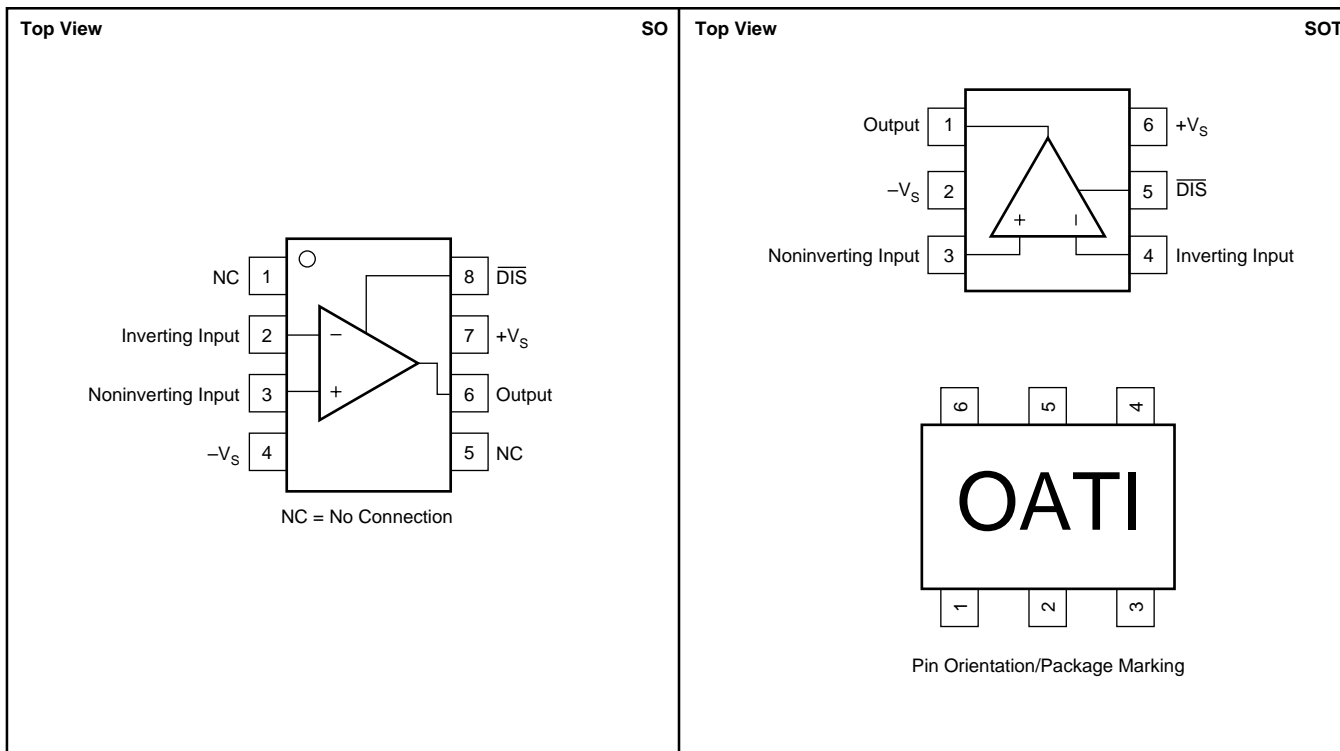 Top View SO
NC 1
8 D̅I̅S̅
Inverting Input 2 −
7 +VS
Noninverting Input 3 +
6 Output
–VS 4
5 NC
NC = No Connection
Top View SOT
Output 1
6 +VS
–VS 2
5 D̅I̅S̅
Noninverting Input 3 +
− 4 Inverting Input
6 5 4
OATI
1 2 3
Pin Orientation/Package Marking